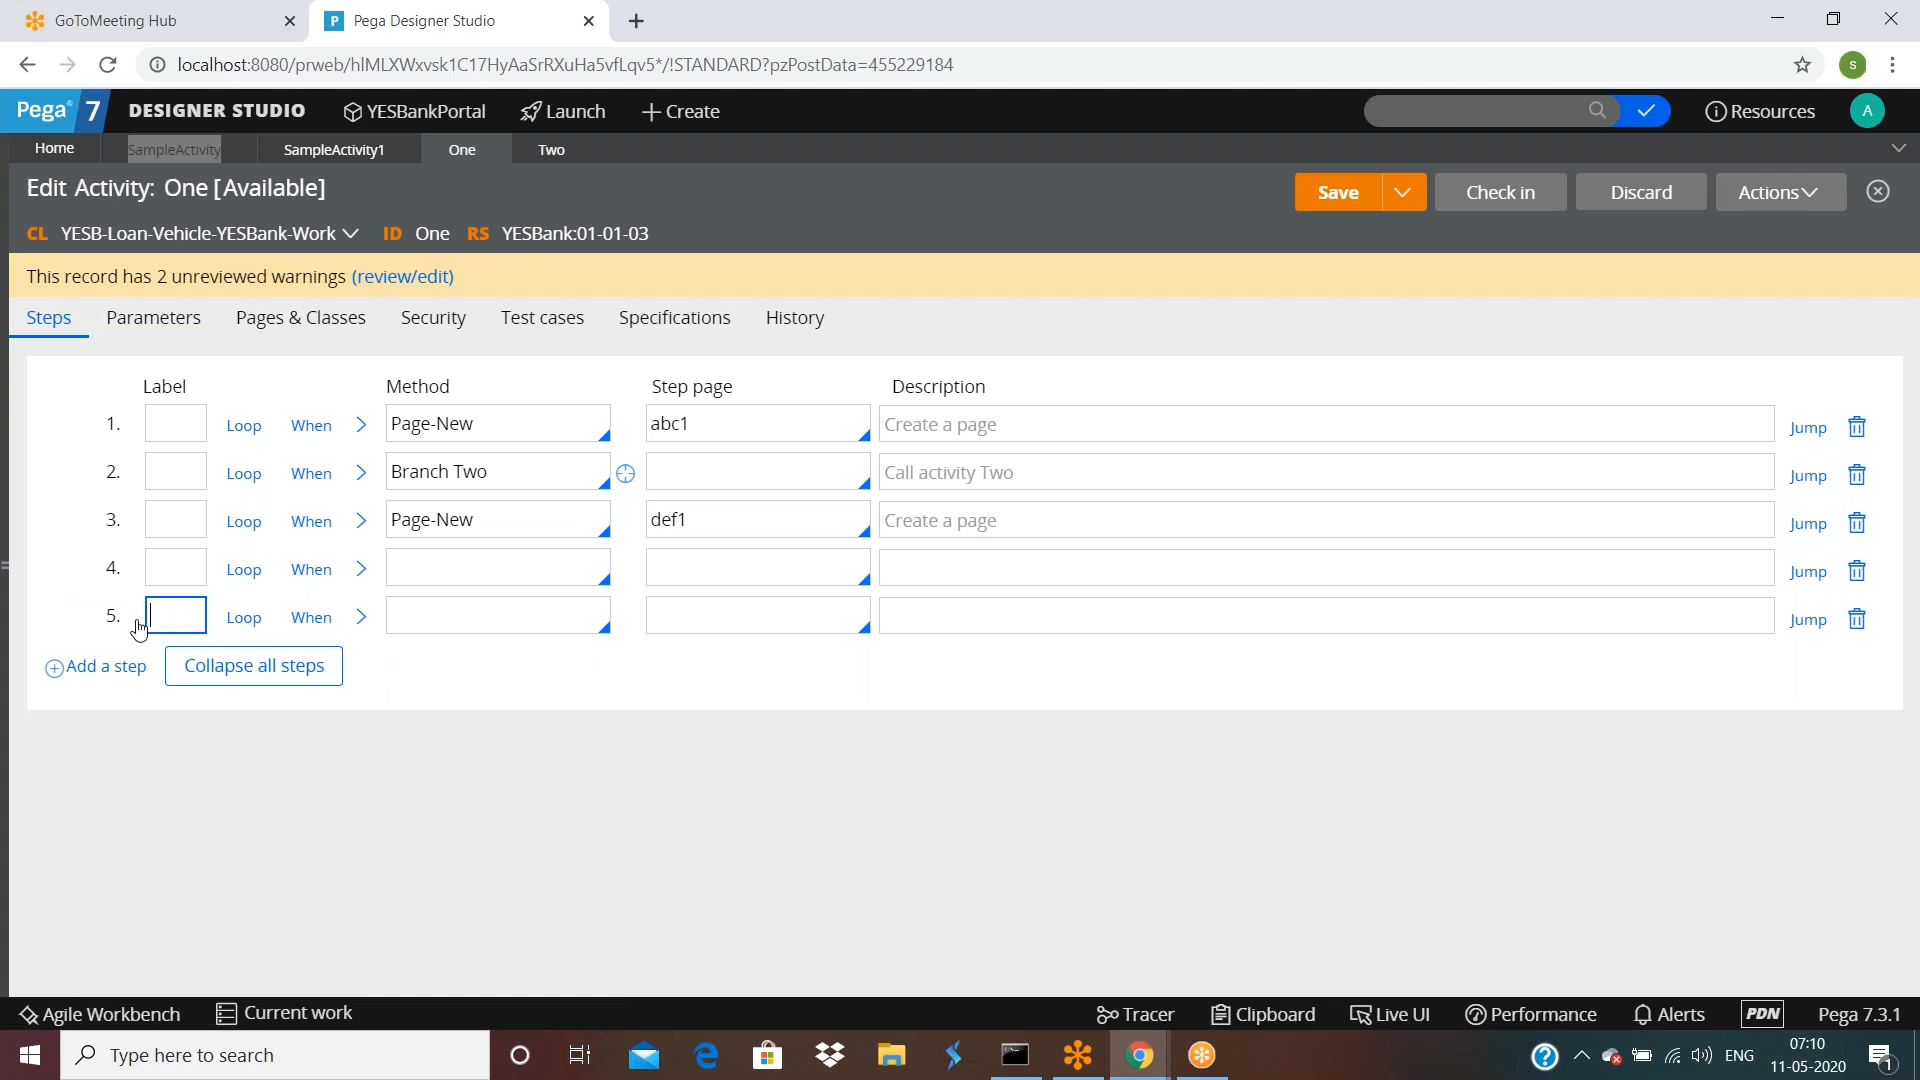 GoToMeeting Hub
Pega Designer Studio
localhost:8080/prweb/hIMLXWxvsk1C17HyAaSrRXuHa5vfLqv5*/!STANDARD?pzPostData=455229184
s
Pega 7 DESIGNER STUDIO YESBankPortal Launch Create Resources A
Home SampleActivity SampleActivity1 One Two
Edit Activity: One [Available]
Save Check in Discard Actions
CL YESB-Loan-Vehicle-YESBank-Work ID One RS YESBank:01-01-03
This record has 2 unreviewed warnings (review/edit)
Steps Parameters Pages & Classes Security Test cases Specifications History
Label Method Step page Description
1. Loop When Page-New abc1 Create a page Jump
2. Loop When Branch Two Call activity Two Jump
3. Loop When Page-New def1 Create a page Jump
4. Loop When Jump
5. Loop When Jump
Add a step Collapse all steps
Agile Workbench Current work Tracer Clipboard Live UI Performance Alerts PDN Pega 7.3.1
Type here to search
ENG
07:10
11-05-2020
1